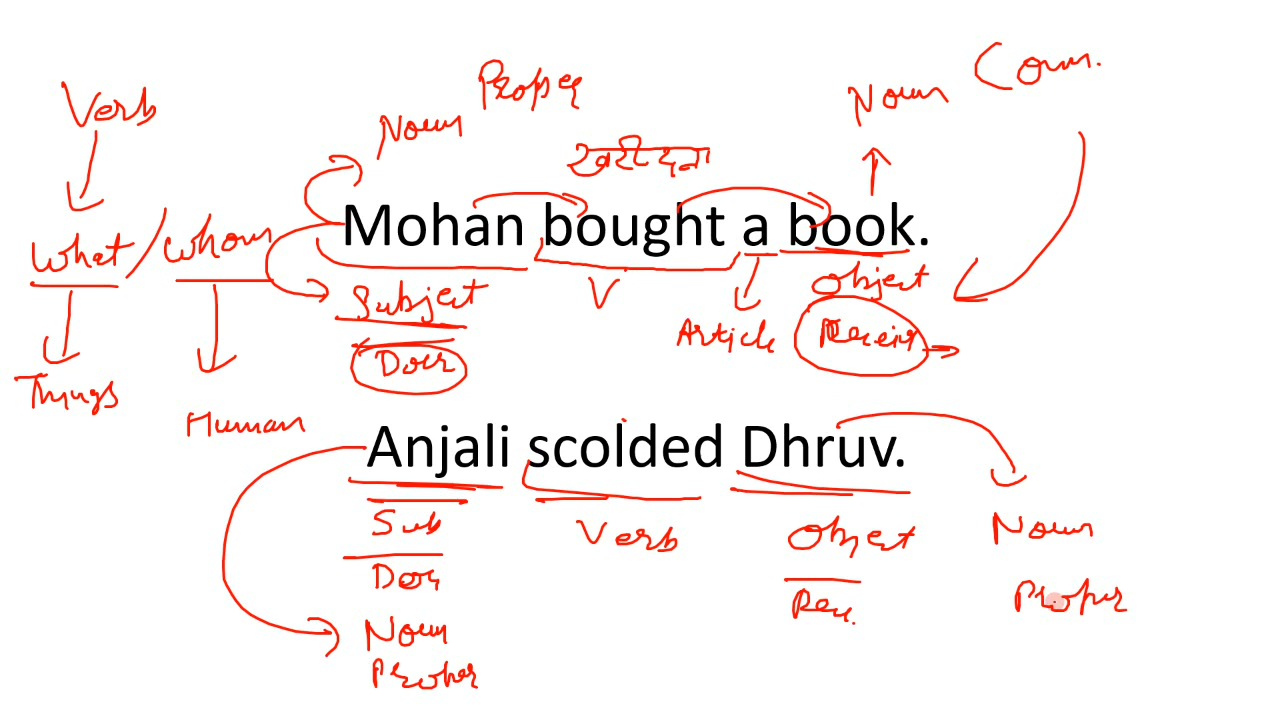 Com.
Proper
Noun
Verb
Noun
खरीदना
What / Whom
Mohan bought a book.
Subject
V
Object
Article
Doer
Things
Human
Anjali scolded Dhruv.
Sub
Verb
Object
Noun
Doer
Rec.
Proper
Noun
Proper